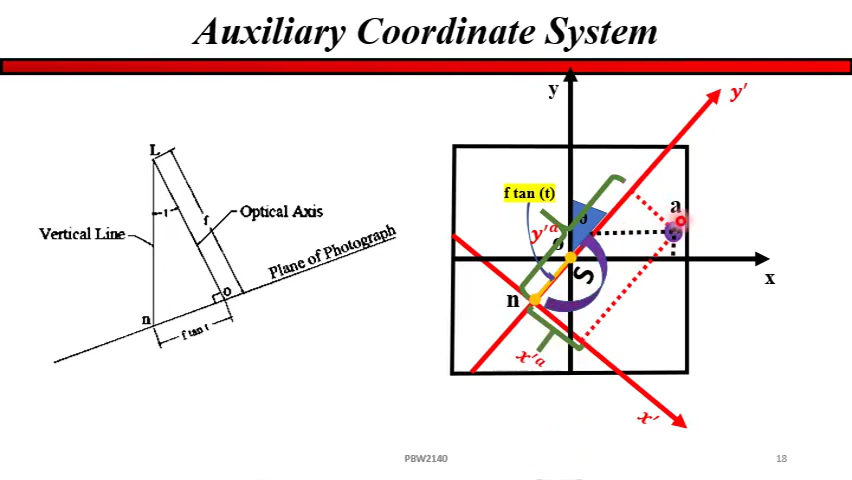 Auxiliary Coordinate System
L
t
f
Optical Axis
Vertical Line
Plane of Photograph
o
n
f tan t
y
y'
f tan (t)
a
y'a
o
S
x
n
x'a
x'
PBW2140
18